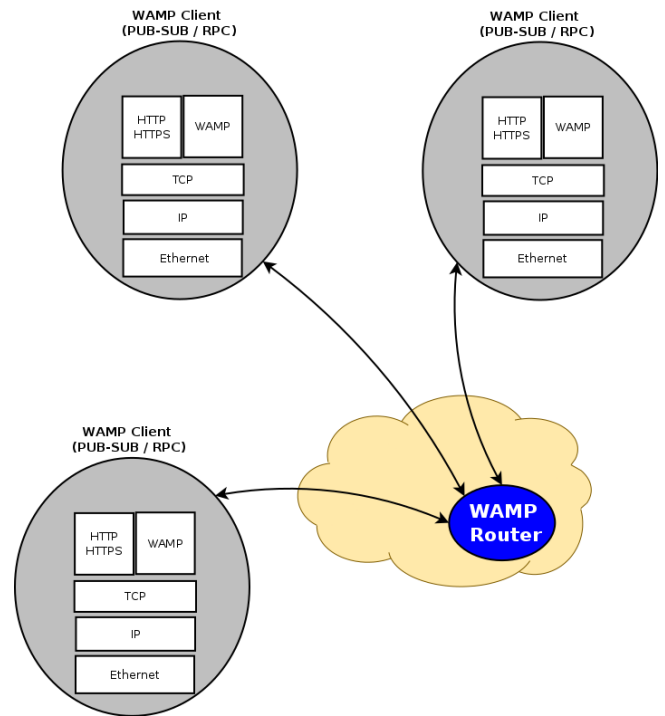 WAMP Client
(PUB-SUB / RPC)
HTTP
HTTPS
WAMP
TCP
IP
Ethernet
WAMP Client
(PUB-SUB / RPC)
HTTP
HTTPS
WAMP
TCP
IP
Ethernet
WAMP Client
(PUB-SUB / RPC)
HTTP
HTTPS
WAMP
TCP
IP
Ethernet
WAMP
Router